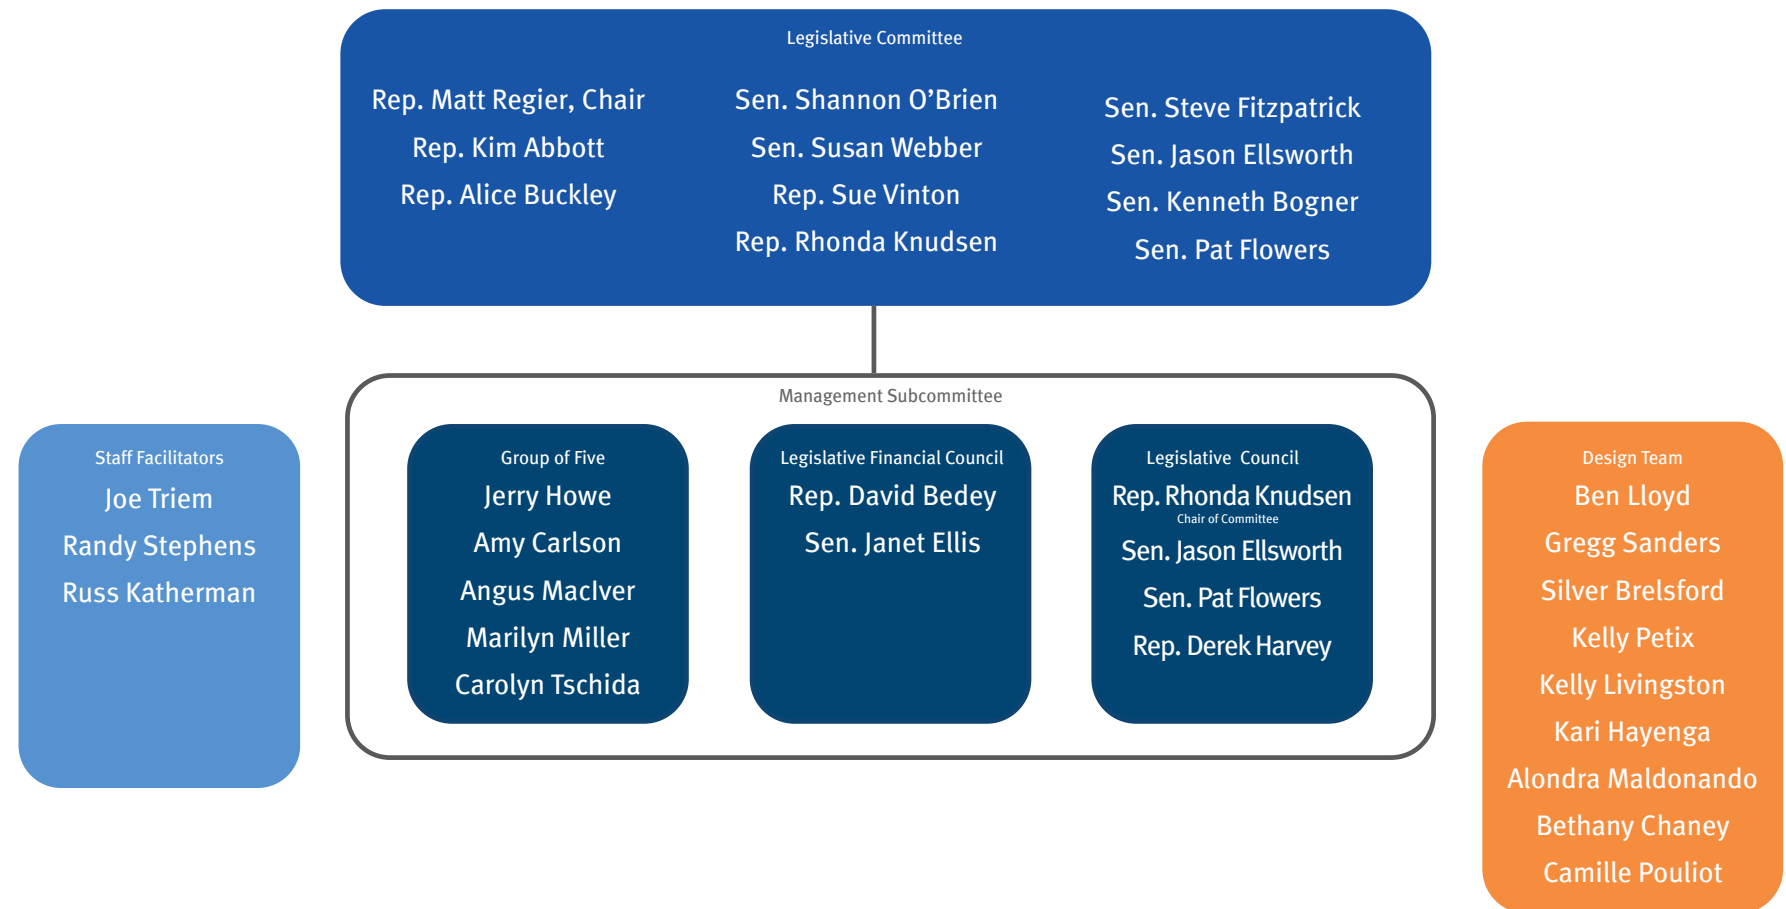 Legislative Committee
Rep. Matt Regier, Chair
Rep. Kim Abbott
Rep. Alice Buckley
Sen. Shannon O’Brien
Sen. Susan Webber
Rep. Sue Vinton
Rep. Rhonda Knudsen
Sen. Steve Fitzpatrick
Sen. Jason Ellsworth
Sen. Kenneth Bogner
Sen. Pat Flowers
Management Subcommittee
Staff Facilitators
Joe Triem
Randy Stephens
Russ Katherman
Group of Five
Jerry Howe
Amy Carlson
Angus MacIver
Marilyn Miller
Carolyn Tschida
Legislative Financial Council
Rep. David Bedey
Sen. Janet Ellis
Legislative Council
Rep. Rhonda Knudsen
Chair of Committee
Sen. Jason Ellsworth
Sen. Pat Flowers
Rep. Derek Harvey
Design Team
Ben Lloyd
Gregg Sanders
Silver Brelsford
Kelly Petix
Kelly Livingston
Kari Hayenga
Alondra Maldonando
Bethany Chaney
Camille Pouliot